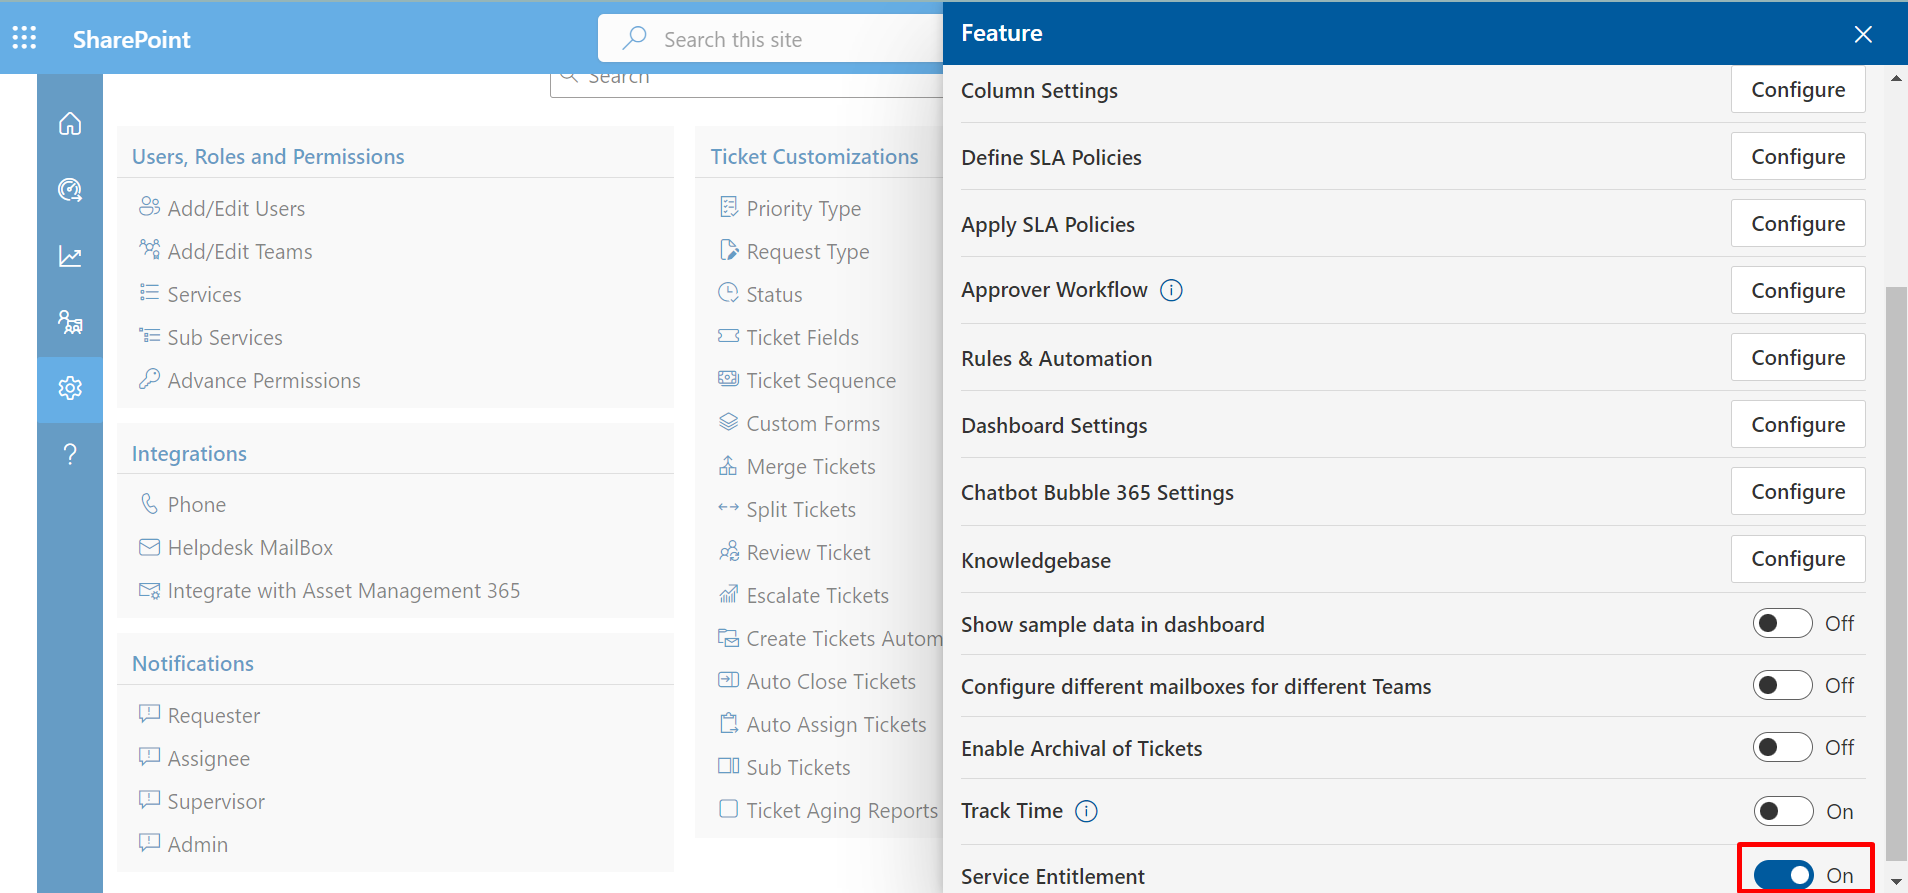 SharePoint
Search this site
Search
Users, Roles and Permissions
Add/Edit Users
Add/Edit Teams
Services
Sub Services
Advance Permissions
Integrations
Phone
Helpdesk MailBox
Integrate with Asset Management 365
Notifications
Requester
Assignee
Supervisor
Admin
Ticket Customizations
Priority Type
Request Type
Status
Ticket Fields
Ticket Sequence
Custom Forms
Merge Tickets
Split Tickets
Review Ticket
Escalate Tickets
Create Tickets Autom
Auto Close Tickets
Auto Assign Tickets
Sub Tickets
Ticket Aging Reports
Feature
Column Settings Configure
Define SLA Policies Configure
Apply SLA Policies Configure
Approver Workflow Configure
Rules & Automation Configure
Dashboard Settings Configure
Chatbot Bubble 365 Settings Configure
Knowledgebase Configure
Show sample data in dashboard Off
Configure different mailboxes for different Teams Off
Enable Archival of Tickets Off
Track Time On
Service Entitlement On